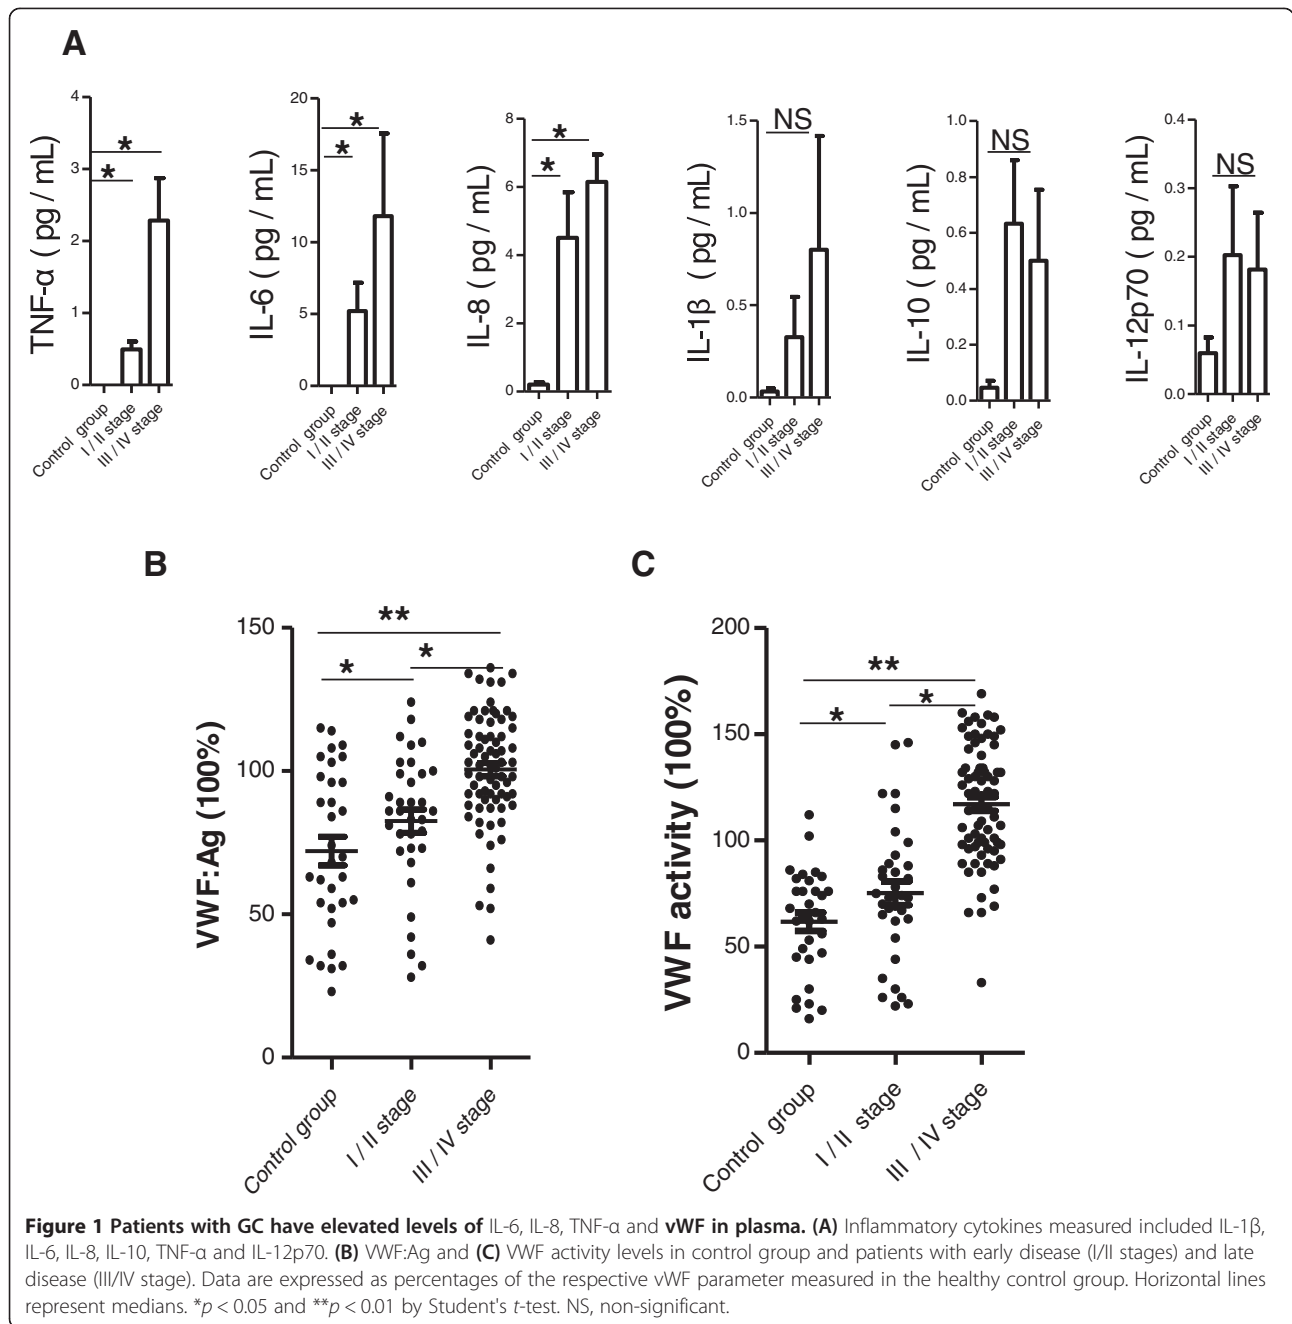 A
TNF-α ( pg / mL)
4
3
2
1
0
*
*
Control group
I / II stage
III / IV stage
IL-6 ( pg / mL)
20
15
10
5
0
*
*
Control group
I / II stage
III / IV stage
IL-8 ( pg / mL)
8
6
4
2
0
*
*
Control group
I / II stage
III / IV stage
IL-1β ( pg / mL)
1.5
1.0
0.5
0.0
NS
Control group
I / II stage
III / IV stage
IL-10 ( pg / mL)
1.0
0.8
0.6
0.4
0.2
0.0
NS
Control group
I / II stage
III / IV stage
IL-12p70 ( pg / mL)
0.4
0.3
0.2
0.1
0.0
NS
Control group
I / II stage
III / IV stage
B
VWF:Ag (100%)
150
100
50
0
**
*
*
Control group
I / II stage
III / IV stage
C
VWF activity (100%)
200
150
100
50
0
**
*
*
Control group
I / II stage
III / IV stage
Figure 1 Patients with GC have elevated levels of IL-6, IL-8, TNF-α and vWF in plasma. (A) Inflammatory cytokines measured included IL-1β,
IL-6, IL-8, IL-10, TNF-α and IL-12p70. (B) VWF:Ag and (C) VWF activity levels in control group and patients with early disease (I/II stages) and late
disease (III/IV stage). Data are expressed as percentages of the respective vWF parameter measured in the healthy control group. Horizontal lines
represent medians. *p < 0.05 and **p < 0.01 by Student's t-test. NS, non-significant.